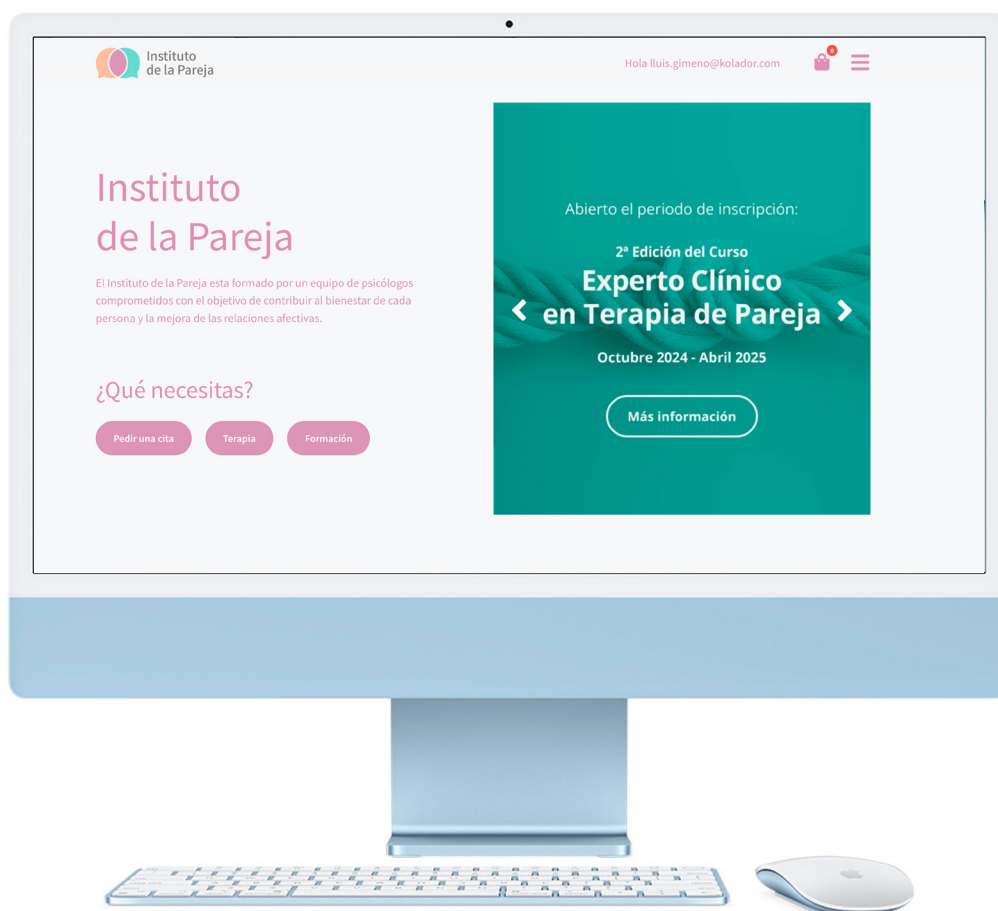 Instituto
de la Pareja
Hola lluis.gimeno@kolador.com
0
Instituto
de la Pareja
El Instituto de la Pareja esta formado por un equipo de psicólogos
comprometidos con el objetivo de contribuir al bienestar de cada
persona y la mejora de las relaciones afectivas.
¿Qué necesitas?
Pedir una cita
Terapia
Formación
Abierto el periodo de inscripción:
2ª Edición del Curso
Experto Clínico
en Terapia de Pareja
Octubre 2024 - Abril 2025
Más información